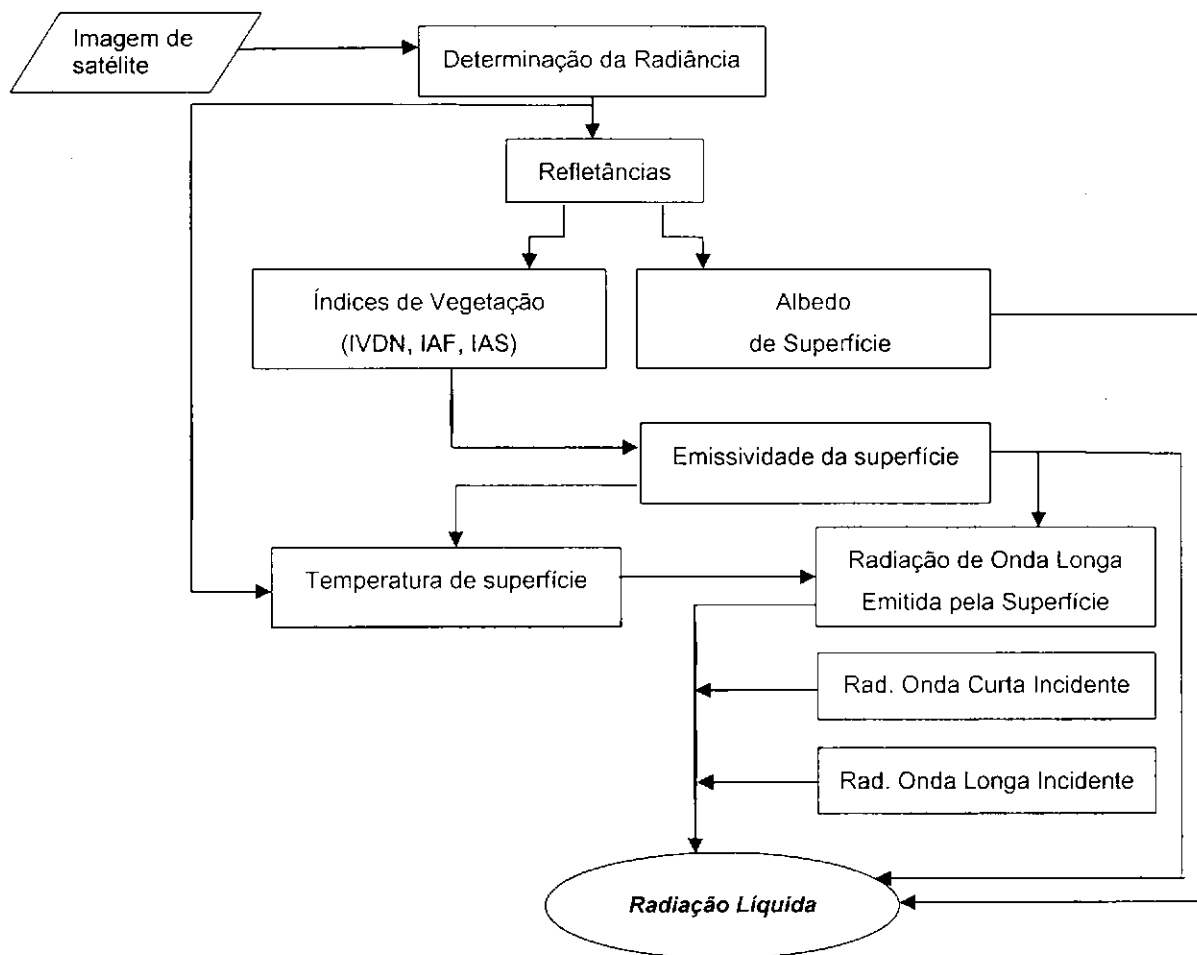 Imagem de
satélite
Determinação da Radiância
Refletâncias
Índices de Vegetação
(IVDN, IAF, IAS)
Albedo
de Superfície
Emissividade da superfície
Temperatura de superfície
Radiação de Onda Longa
Emitida pela Superfície
Rad. Onda Curta Incidente
Rad. Onda Longa Incidente
Radiação Líquida